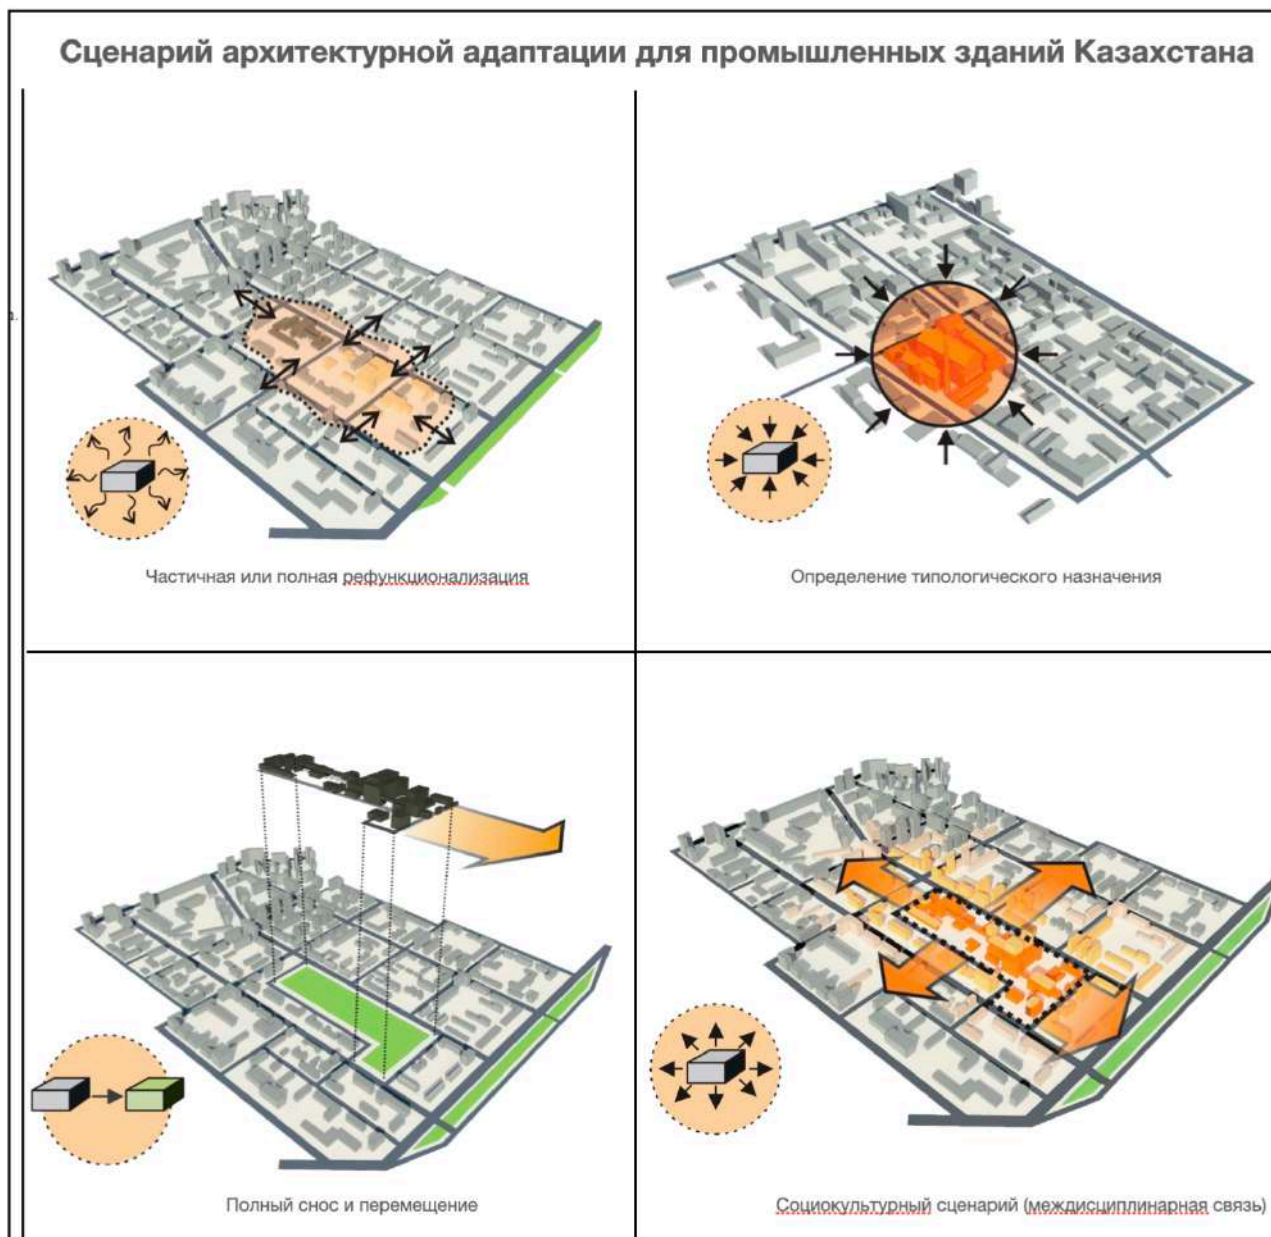 Сценарий архитектурной адаптации для промышленных зданий Казахстана
Частичная или полная рефункционализация
Определение типологического назначения
Полный снос и перемещение
Социокультурный сценарий (междисциплинарная связь)